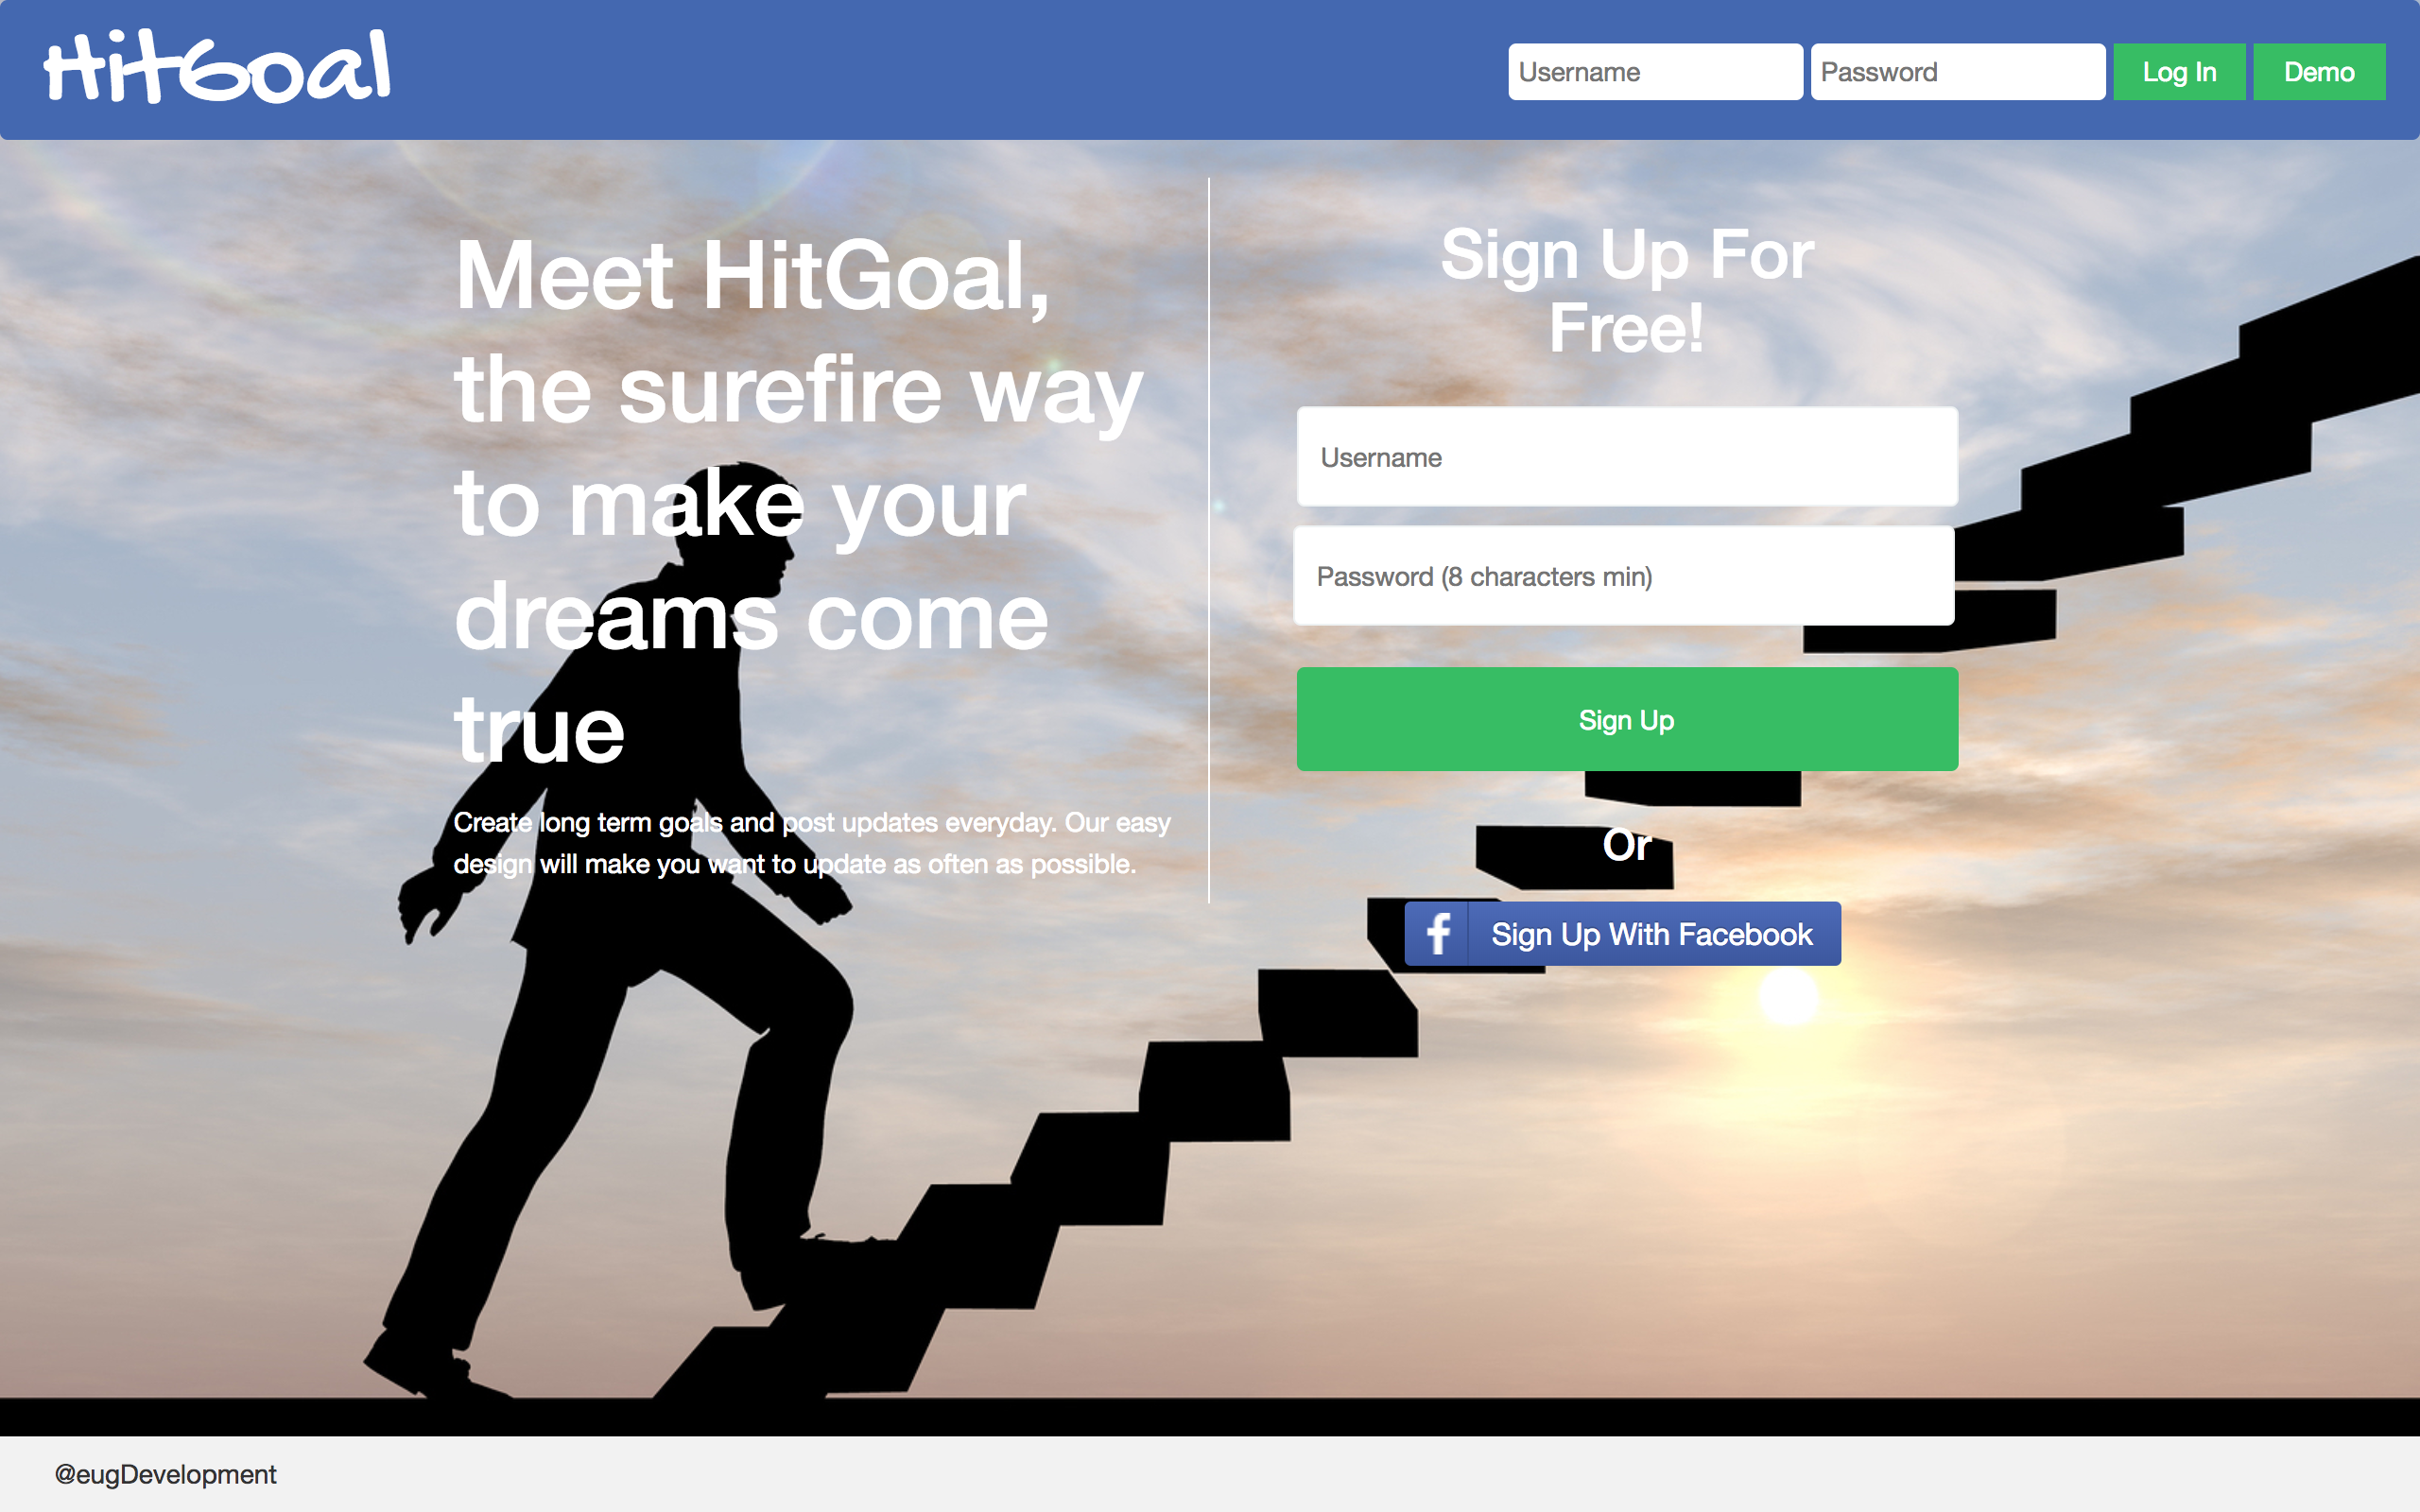 HitGoal
Username
Password
Log In
Demo
Meet HitGoal,
the surefire way
to make your
dreams come
true
Create long term goals and post updates everyday. Our easy
design will make you want to update as often as possible.
Sign Up For
Free!
Username
Password (8 characters min)
Sign Up
Or
f
Sign Up With Facebook
@eugDevelopment